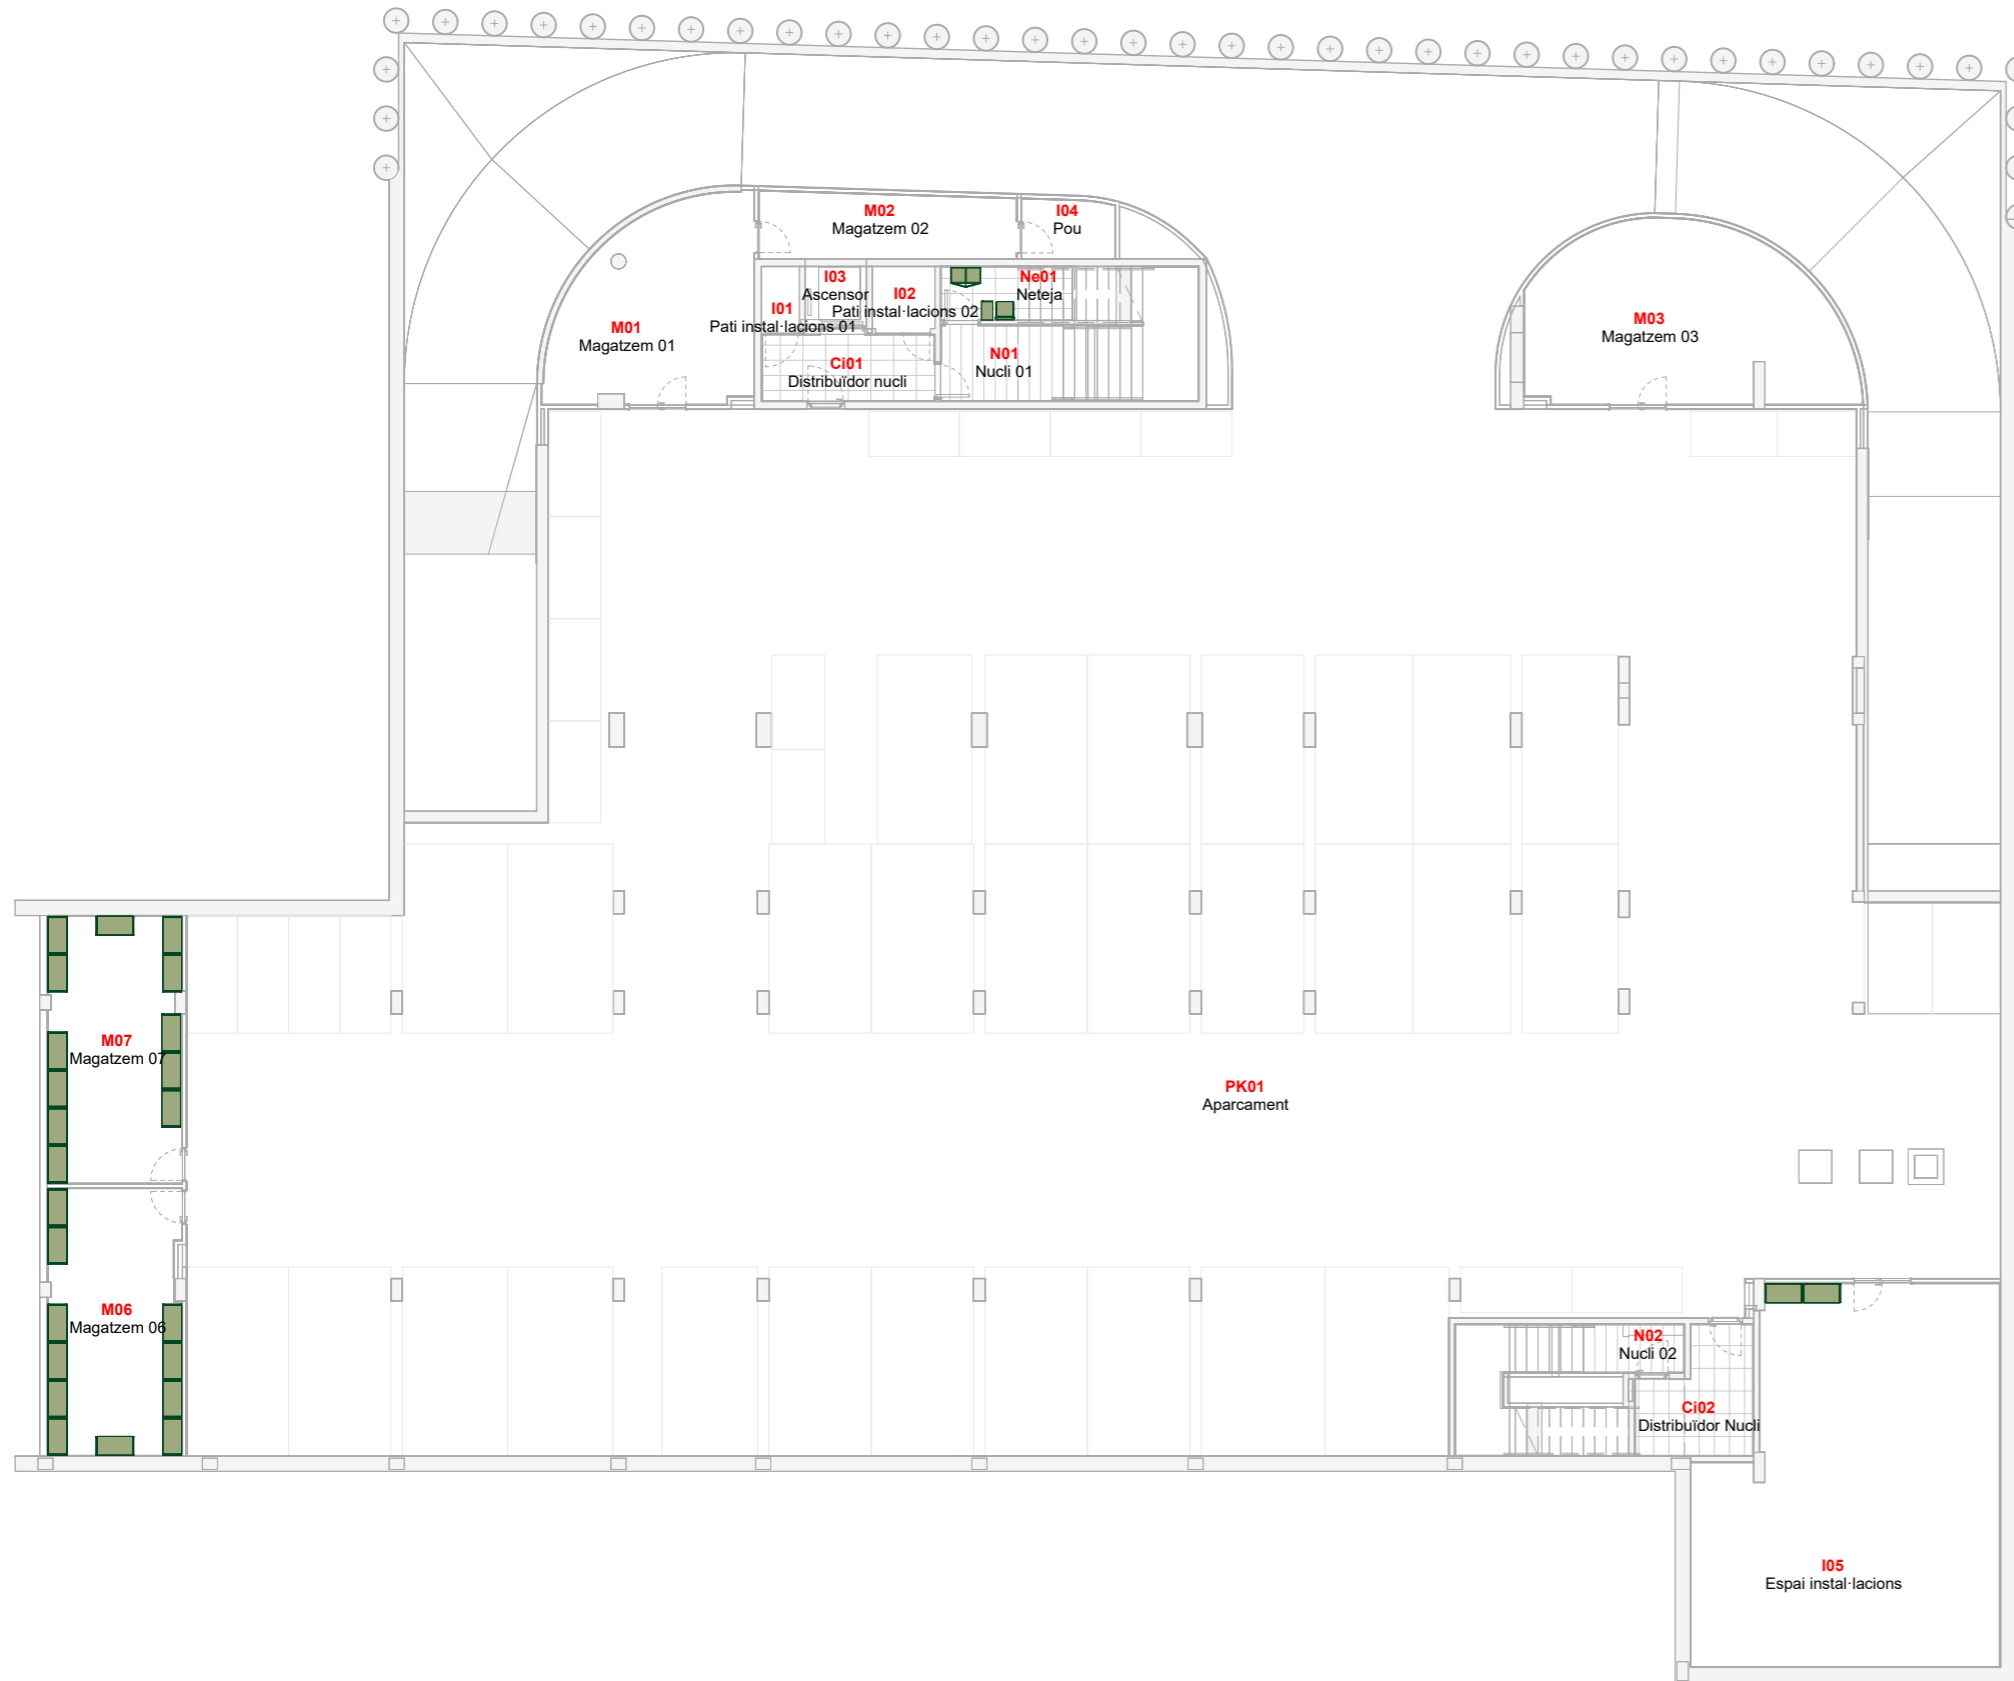 M02
Magatzem 02
I04
Pou
I03
Ascensor
I02
Pati instal·lacions 02
Ne01
Neteja
I01
Pati instal·lacions 01
M01
Magatzem 01
Ci01
Distribuïdor nucli
N01
Nucli 01
M03
Magatzem 03
M07
Magatzem 07
PK01
Aparcament
M06
Magatzem 06
N02
Nucli 02
Ci02
Distribuïdor Nucli
I05
Espai instal·lacions